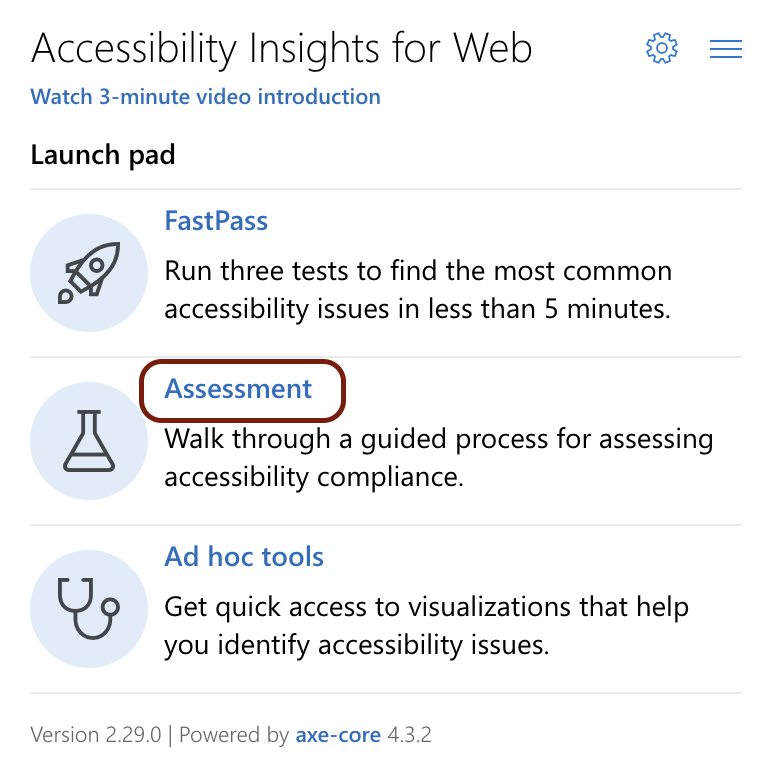 Accessibility Insights for Web
Watch 3-minute video introduction
Launch pad
FastPass
Run three tests to find the most common
accessibility issues in less than 5 minutes.
Assessment
Walk through a guided process for assessing
accessibility compliance.
Ad hoc tools
Get quick access to visualizations that help
you identify accessibility issues.
Version 2.29.0 | Powered by axe-core 4.3.2